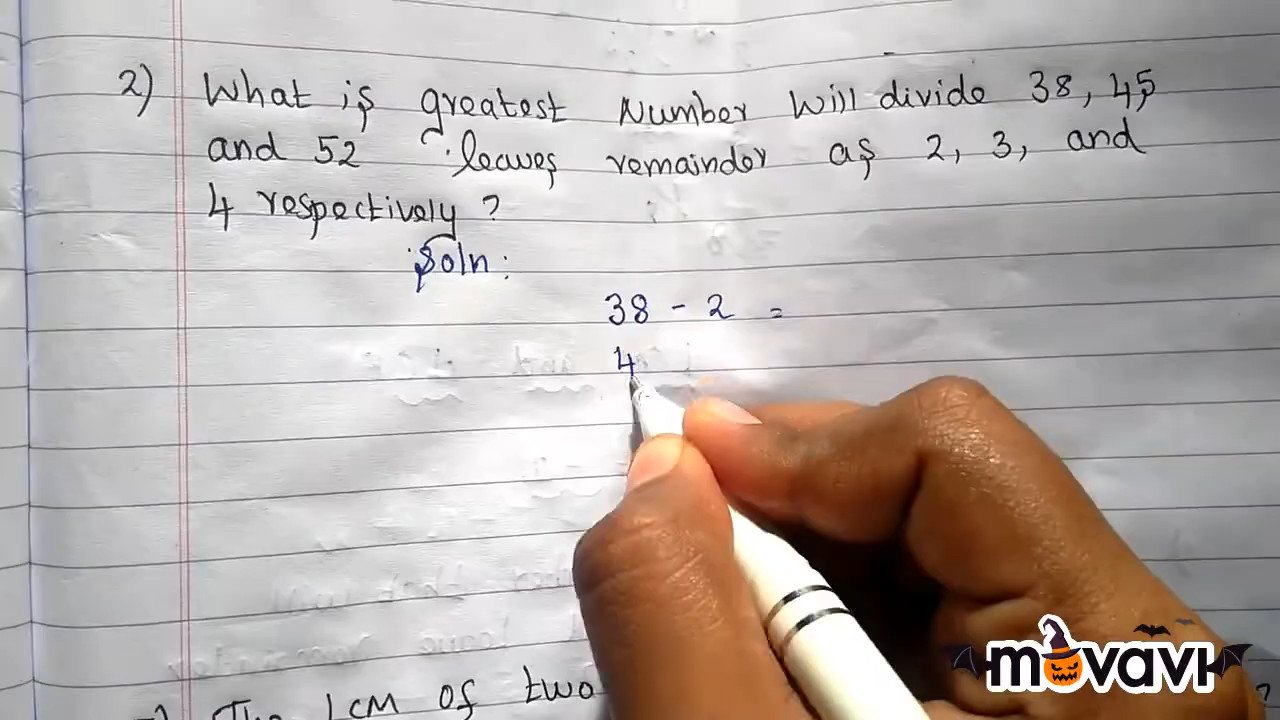 2) What is greatest Number will divide 38, 45
and 52 leaves remainder as 2, 3, and
4 respectively ?
Soln:
38 - 2 =
4
The LCM of two
movavi